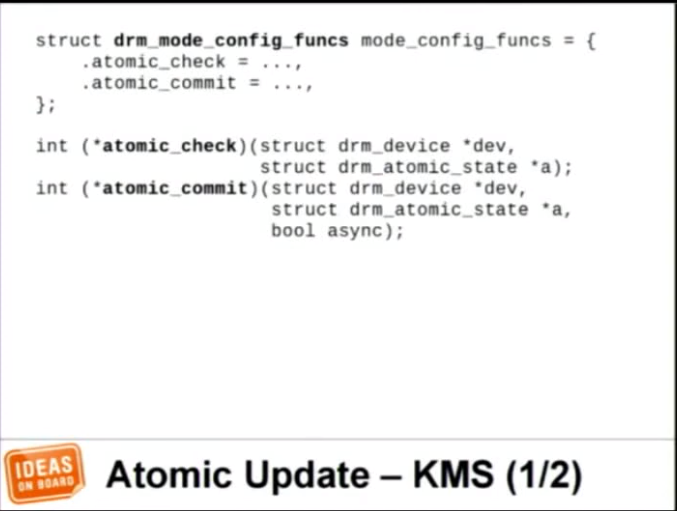 struct drm_mode_config_funcs mode_config_funcs = {
    .atomic_check = ...,
    .atomic_commit = ...,
};
int (*atomic_check)(struct drm_device *dev,
                    struct drm_atomic_state *a);
int (*atomic_commit)(struct drm_device *dev,
                     struct drm_atomic_state *a,
                     bool async);
IDEAS
ON BOARD
Atomic Update – KMS (1/2)